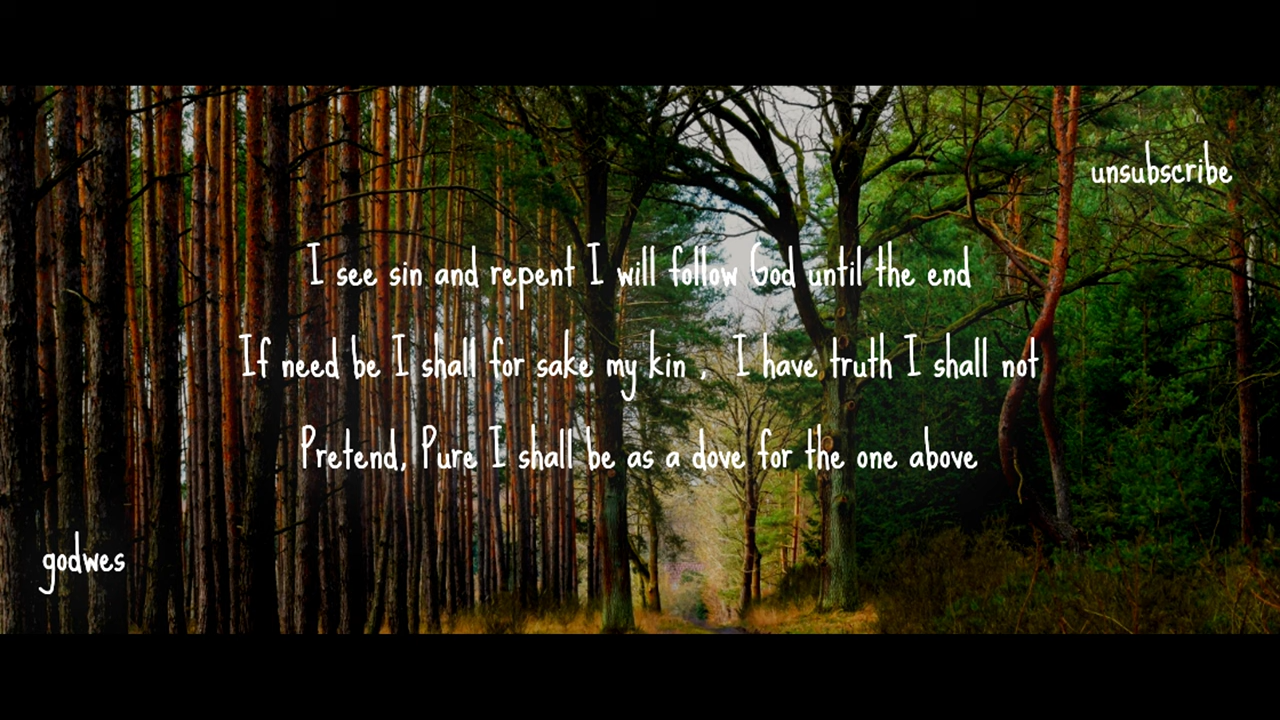 unsubscribe
I see sin and repent I will follow God until the end
If need be I shall for sake my kin , I have truth I shall not
Pretend, Pure I shall be as a dove for the one above
godwes